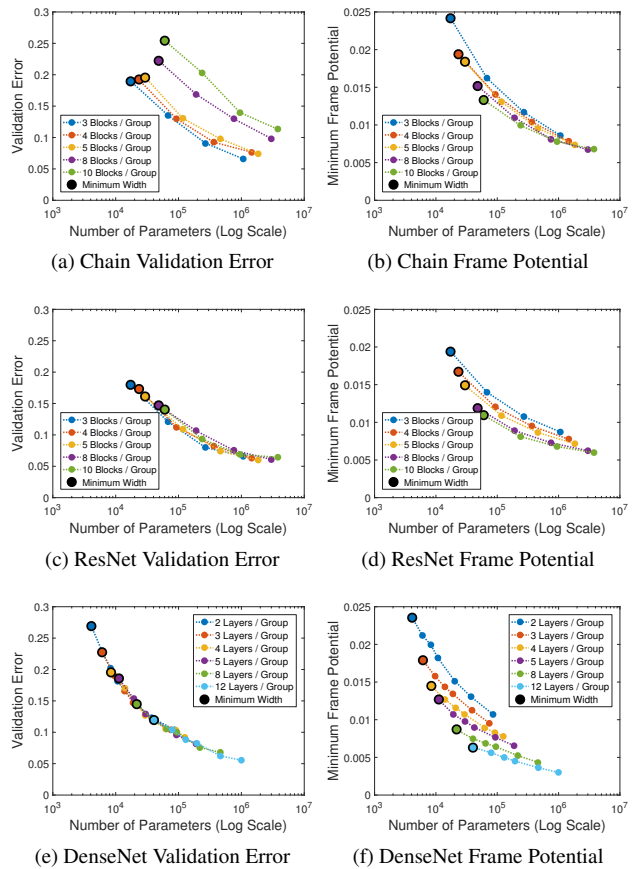 0.3
0.25
0.2
0.15
0.1
0.05
0
Validation Error
3 Blocks / Group
4 Blocks / Group
5 Blocks / Group
8 Blocks / Group
10 Blocks / Group
Minimum Width
10^3 10^4 10^5 10^6 10^7
Number of Parameters (Log Scale)
(a) Chain Validation Error
0.025
0.02
0.015
0.01
0.005
0
Minimum Frame Potential
3 Blocks / Group
4 Blocks / Group
5 Blocks / Group
8 Blocks / Group
10 Blocks / Group
Minimum Width
10^3 10^4 10^5 10^6 10^7
Number of Parameters (Log Scale)
(b) Chain Frame Potential
0.3
0.25
0.2
0.15
0.1
0.05
0
Validation Error
3 Blocks / Group
4 Blocks / Group
5 Blocks / Group
8 Blocks / Group
10 Blocks / Group
Minimum Width
10^3 10^4 10^5 10^6 10^7
Number of Parameters (Log Scale)
(c) ResNet Validation Error
0.025
0.02
0.015
0.01
0.005
0
Minimum Frame Potential
3 Blocks / Group
4 Blocks / Group
5 Blocks / Group
8 Blocks / Group
10 Blocks / Group
Minimum Width
10^3 10^4 10^5 10^6 10^7
Number of Parameters (Log Scale)
(d) ResNet Frame Potential
0.3
0.25
0.2
0.15
0.1
0.05
0
Validation Error
2 Layers / Group
3 Layers / Group
4 Layers / Group
5 Layers / Group
8 Layers / Group
12 Layers / Group
Minimum Width
10^3 10^4 10^5 10^6 10^7
Number of Parameters (Log Scale)
(e) DenseNet Validation Error
0.025
0.02
0.015
0.01
0.005
0
Minimum Frame Potential
2 Layers / Group
3 Layers / Group
4 Layers / Group
5 Layers / Group
8 Layers / Group
12 Layers / Group
Minimum Width
10^3 10^4 10^5 10^6 10^7
Number of Parameters (Log Scale)
(f) DenseNet Frame Potential